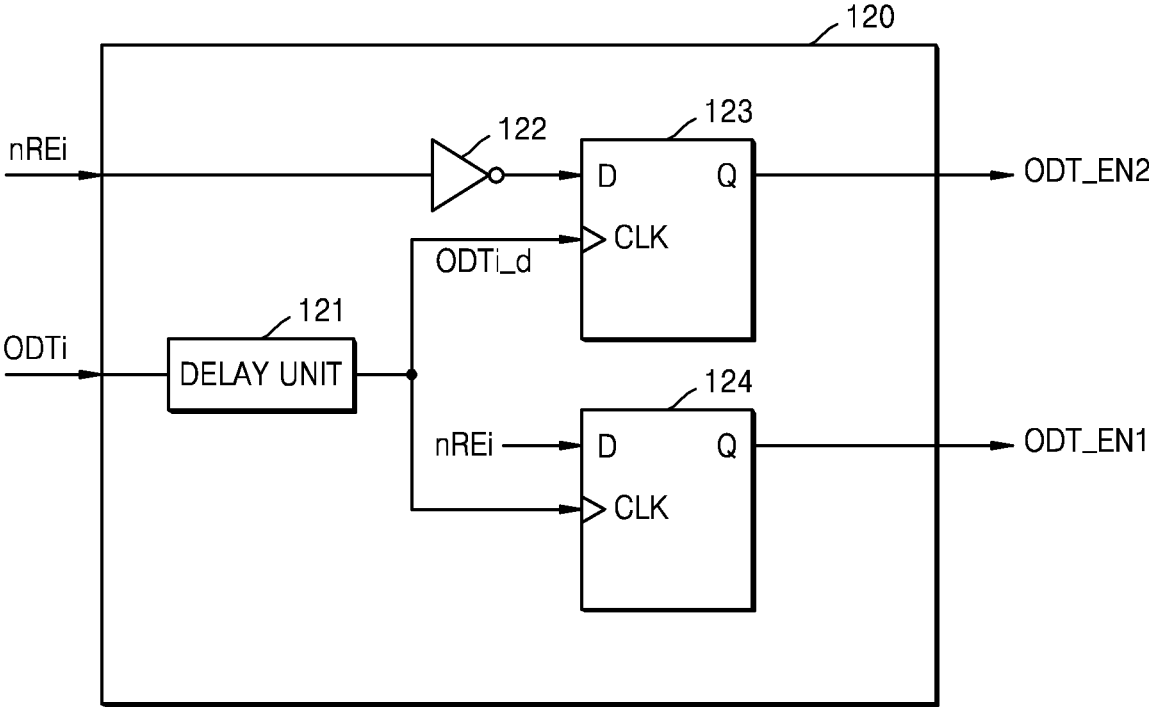 120
nREi
122
123
D
Q
ODT_EN2
CLK
ODTi_d
121
ODTi
DELAY UNIT
124
nREi
D
Q
ODT_EN1
CLK